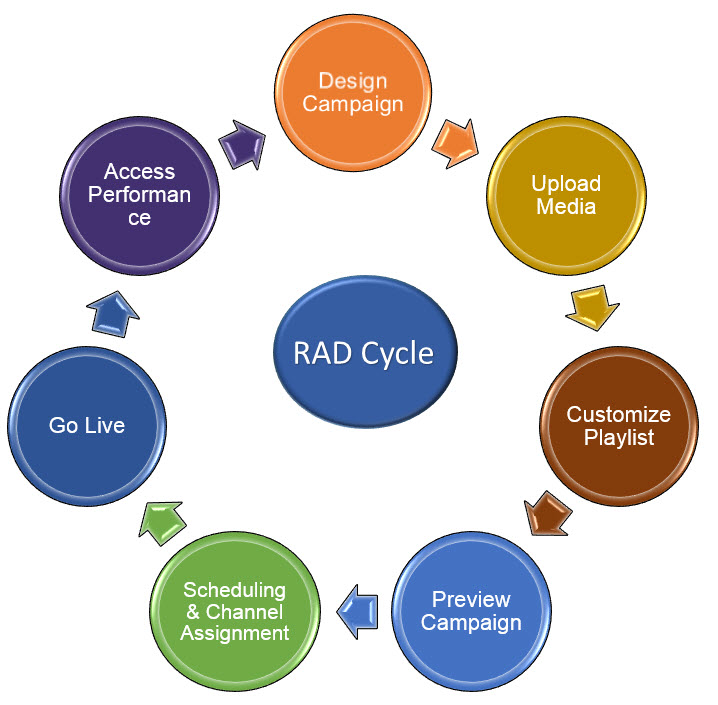 Design
Campaign
Upload
Media
Customize
Playlist
Preview
Campaign
Scheduling
& Channel
Assignment
Go Live
Access
Performan
ce
RAD Cycle